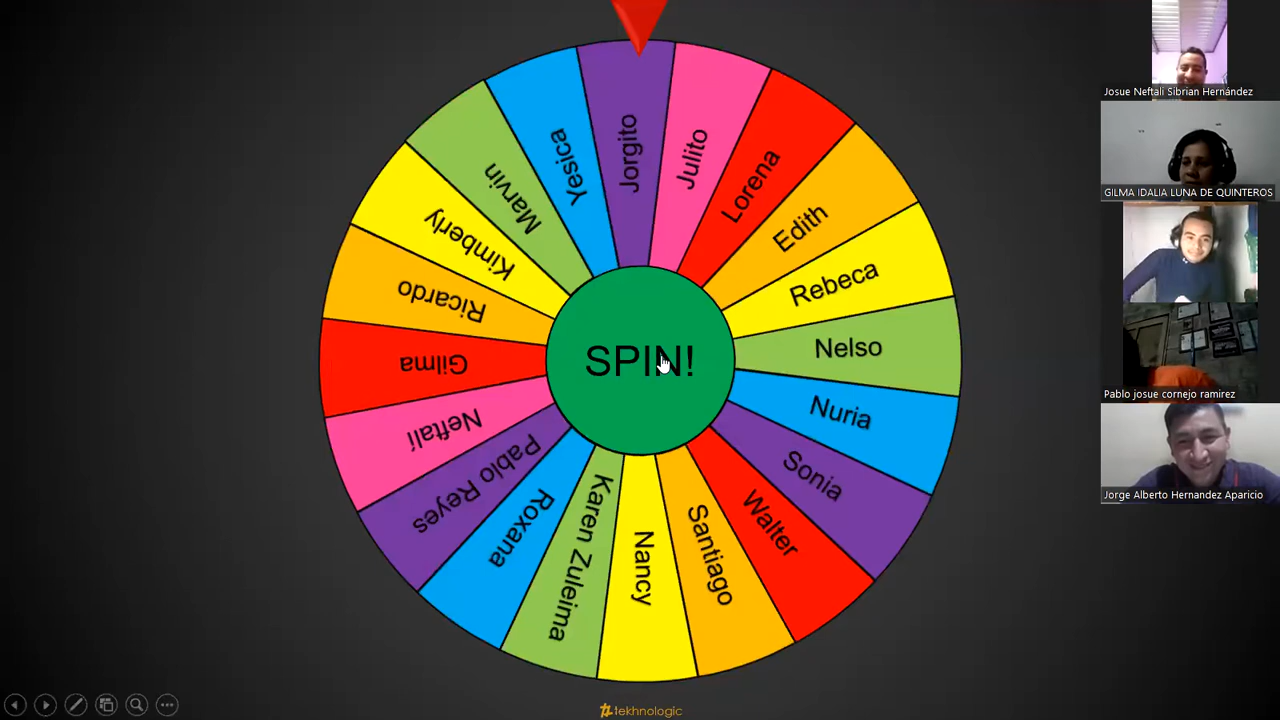 Jorgito
Julito
Lorena
Edith
Rebeca
Nelso
Nuria
Sonia
Walter
Santiago
Nancy
Karen Zuleima
Roxana
Pablo Reyes
Neftalí
Gilma
Ricardo
Kimberly
Marvin
Yesica
SPIN!
tekhnologic
Josue Neftali Sibrian Hernández
GILMA IDALIA LUNA DE QUINTEROS
Pablo josue cornejo ramirez
Jorge Alberto Hernandez Aparicio